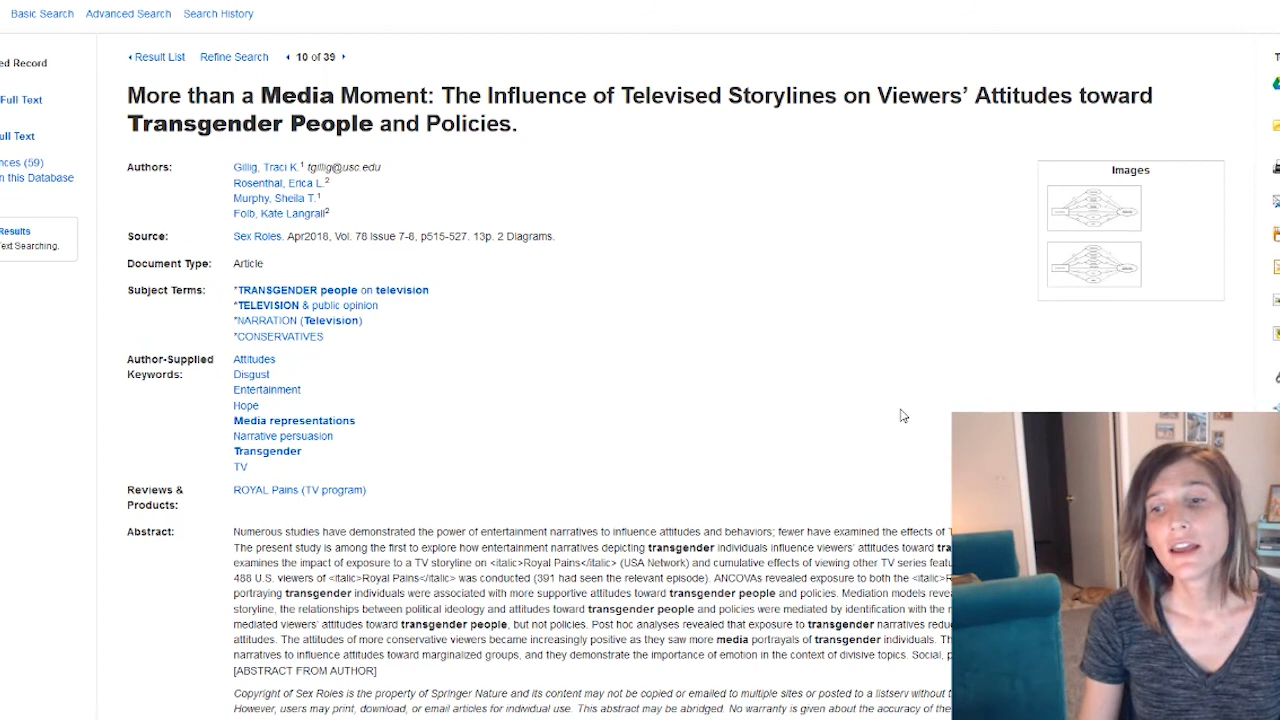 Basic Search Advanced Search Search History
ed Record
Result List Refine Search 10 of 39
Full Text
ull Text
nces (59)
n this Database
Results
Text Searching.
More than a Media Moment: The Influence of Televised Storylines on Viewers' Attitudes toward
Transgender People and Policies.
Authors: Gillig, Traci K.1 tgillig@usc.edu
Rosenthal, Erica L.2
Murphy, Sheila T.1
Folb, Kate Langrall2
Source: Sex Roles. Apr2018, Vol. 78 Issue 7-8, p515-527. 13p. 2 Diagrams.
Document Type: Article
Subject Terms: *TRANSGENDER people on television
*TELEVISION & public opinion
*NARRATION (Television)
*CONSERVATIVES
Author-Supplied Keywords: Attitudes
Disgust
Entertainment
Hope
Media representations
Narrative persuasion
Transgender
TV
Reviews & Products: ROYAL Pains (TV program)
Abstract: Numerous studies have demonstrated the power of entertainment narratives to influence attitudes and behaviors; fewer have examined the effects of T
The present study is among the first to explore how entertainment narratives depicting transgender individuals influence viewers' attitudes toward tra
examines the impact of exposure to a TV storyline on <italic>Royal Pains</italic> (USA Network) and cumulative effects of viewing other TV series featu
488 U.S. viewers of <italic>Royal Pains</italic> was conducted (391 had seen the relevant episode). ANCOVAs revealed exposure to both the <italic>R
portraying transgender individuals were associated with more supportive attitudes toward transgender people and policies. Mediation models revea
storyline, the relationships between political ideology and attitudes toward transgender people and policies were mediated by identification with the m
mediated viewers' attitudes toward transgender people, but not policies. Post hoc analyses revealed that exposure to transgender narratives reduc
attitudes. The attitudes of more conservative viewers became increasingly positive as they saw more media portrayals of transgender individuals. Th
narratives to influence attitudes toward marginalized groups, and they demonstrate the importance of emotion in the context of divisive topics. Social, p
[ABSTRACT FROM AUTHOR]
Copyright of Sex Roles is the property of Springer Nature and its content may not be copied or emailed to multiple sites or posted to a listserv without t
However, users may print, download, or email articles for individual use. This abstract may be abridged. No warranty is given about the accuracy of the
Images